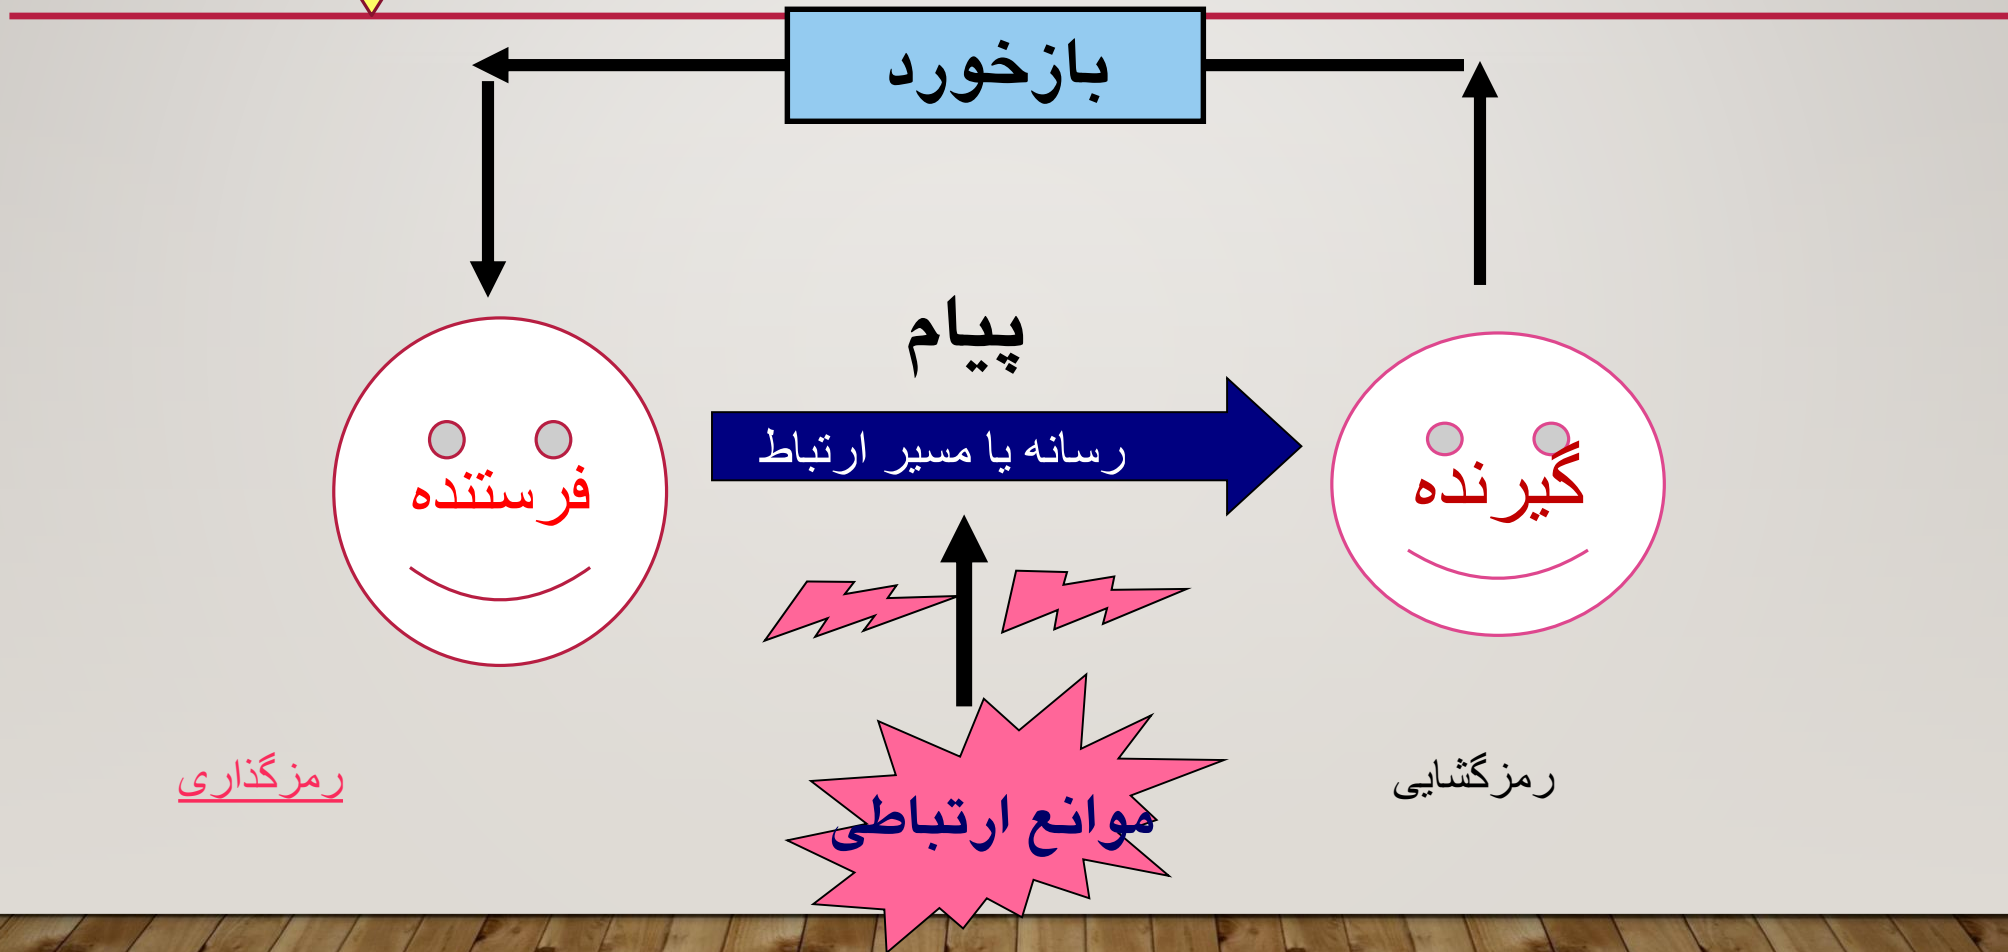 بازخورد
پیام
رسانه یا مسیر ارتباط
گیرنده
فرستنده
رمزگشایی
موانع ارتباطی
رمزگذاری